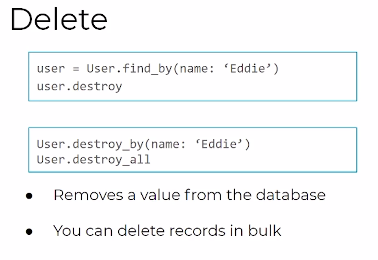 Delete
user = User.find_by(name: ‘Eddie’)
user.destroy
User.destroy_by(name: ‘Eddie’)
User.destroy_all
● Removes a value from the database
● You can delete records in bulk